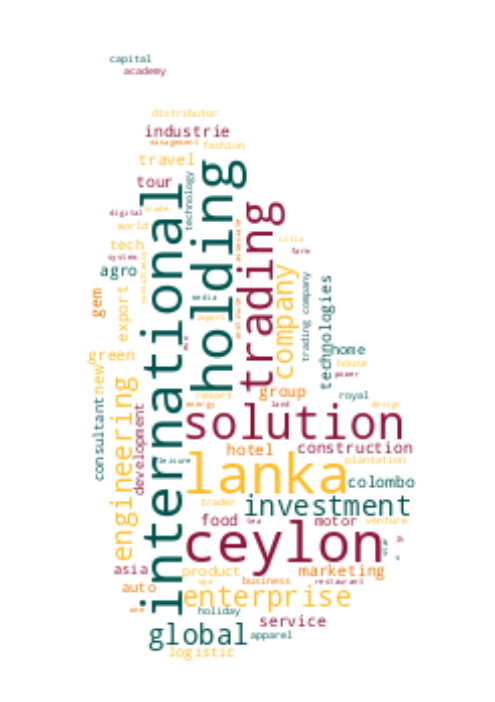 capital
academy
distributor
industrie
management
fashion
travel
tour
technology
holding
international
digital
trade
world
tech
system
agro
trading
villa
farm
company
gem
export
media
export
trading company
technologies
home
house
power
green
new
resort
group
royal
energy
land
design
consultant
engineering
development
solution
hotel
construction
leisure
lanka
plantation
colombo
trader
investment
food
tea
motor
venture
ceylon
asia
product
marketing
spa
business
restaurant
auto
one
enterprise
holiday
service
global
apparel
logistic